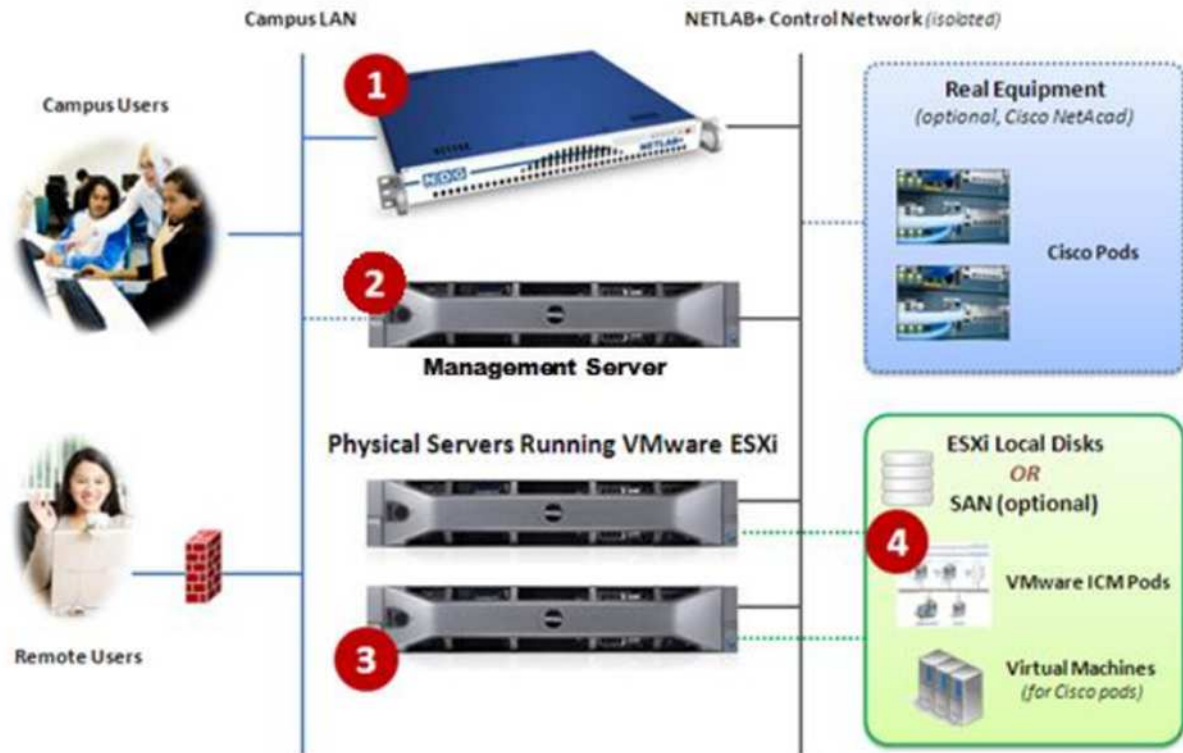 Campus LAN
NETLAB+ Control Network (isolated)
1
Campus Users
NDG
NETLAB+
Real Equipment
(optional, Cisco NetAcad)
Cisco Pods
2
Management Server
Physical Servers Running VMware ESXi
ESXi Local Disks
OR
SAN (optional)
4
VMware ICM Pods
3
Remote Users
Virtual Machines
(for Cisco pods)